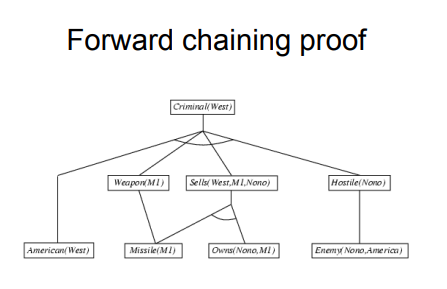 Forward chaining proof
Criminal(West)
Weapon(M1)
Sells(West,M1,Nono)
Hostile(Nono)
American(West)
Missile(M1)
Owns(Nono,M1)
Enemy(Nono,America)